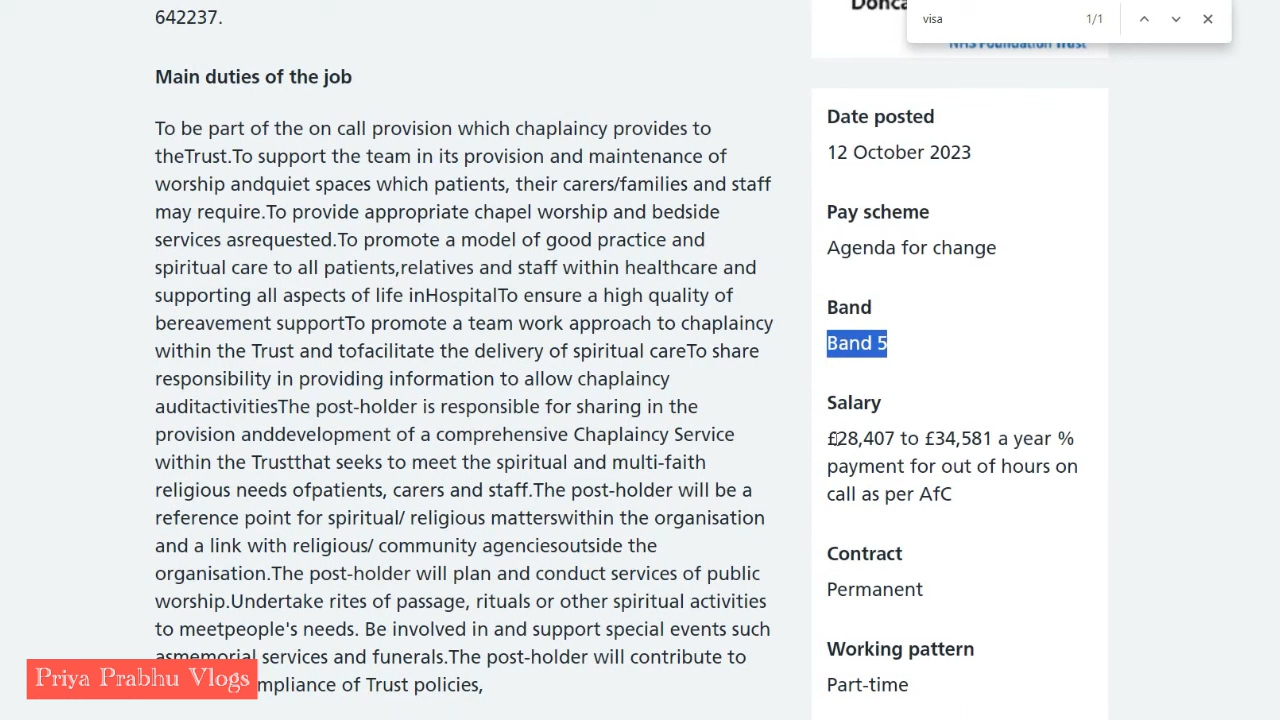 642237.
Main duties of the job
To be part of the on call provision which chaplaincy provides to
theTrust.To support the team in its provision and maintenance of
worship andquiet spaces which patients, their carers/families and staff
may require.To provide appropriate chapel worship and bedside
services asrequested.To promote a model of good practice and
spiritual care to all patients,relatives and staff within healthcare and
supporting all aspects of life inHospitalTo ensure a high quality of
bereavement supportTo promote a team work approach to chaplaincy
within the Trust and tofacilitate the delivery of spiritual careTo share
responsibility in providing information to allow chaplaincy
auditactivitiesThe post-holder is responsible for sharing in the
provision anddevelopment of a comprehensive Chaplaincy Service
within the Trustthat seeks to meet the spiritual and multi-faith
religious needs ofpatients, carers and staff.The post-holder will be a
reference point for spiritual/ religious matterswithin the organisation
and a link with religious/ community agenciesoutside the
organisation.The post-holder will plan and conduct services of public
worship.Undertake rites of passage, rituals or other spiritual activities
to meetpeople's needs. Be involved in and support special events such
asmemorial services and funerals.The post-holder will contribute to
mpliance of Trust policies,
Priya Prabhu Vlogs
visa
1/1
NHS Foundation Trust
Date posted
12 October 2023
Pay scheme
Agenda for change
Band
Band 5
Salary
£28,407 to £34,581 a year %
payment for out of hours on
call as per AfC
Contract
Permanent
Working pattern
Part-time